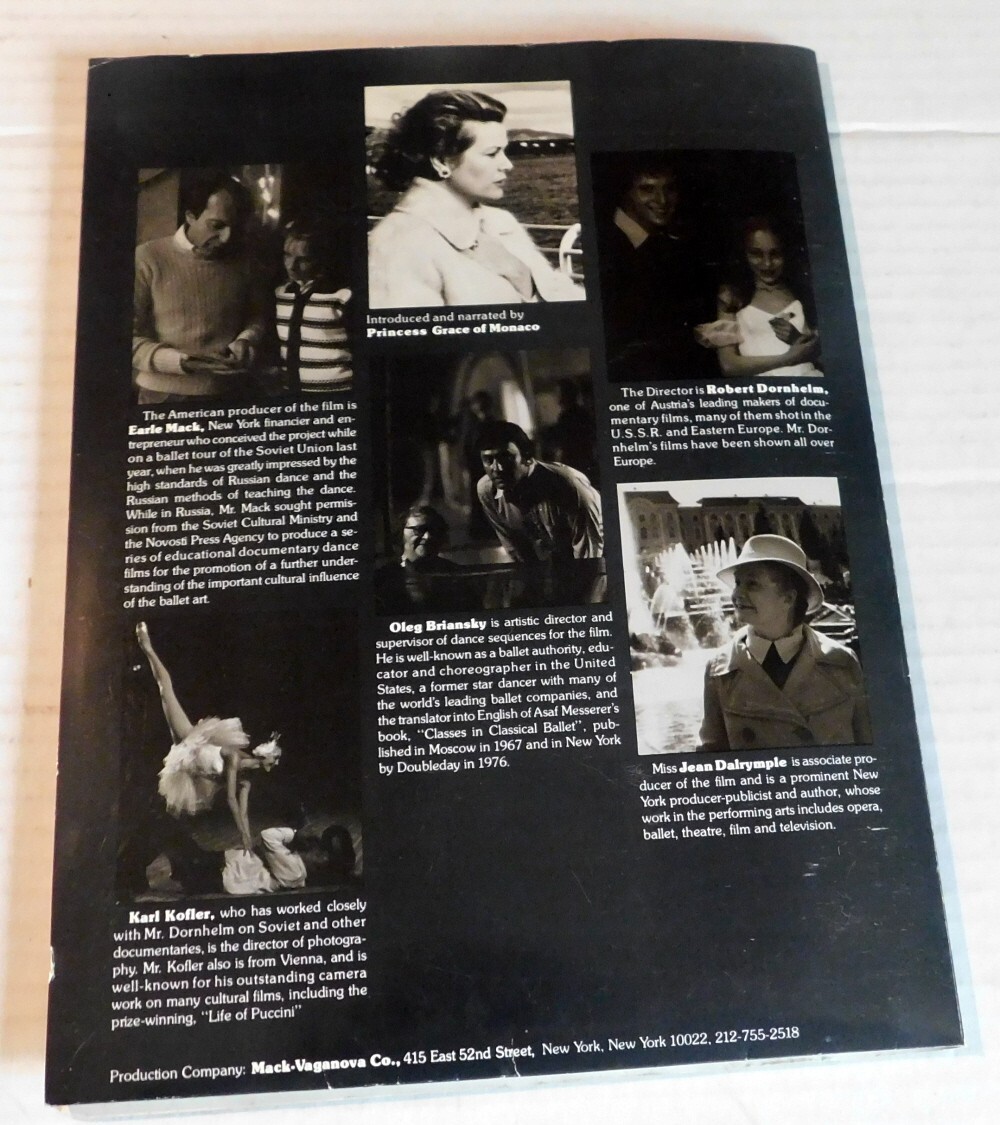 Introduced and narrated by
Princess Grace of Monaco
The American producer of the film is
Earle Mack, New York financier and en-
trepreneur who conceived the project while
on a ballet tour of the Soviet Union last
year, when he was greatly impressed by the
high standards of Russian dance and the
Russian methods of teaching the dance.
While in Russia, Mr. Mack sought permis-
sion from the Soviet Cultural Ministry and
the Novosti Press Agency to produce a se-
ries of educational documentary dance
films for the promotion of a further under-
standing of the important cultural influence
of the ballet art.
The Director is Robert Dornhelm,
one of Austria's leading makers of docu-
mentary films, many of them shot in the
U.S.S.R. and Eastern Europe. Mr. Dor-
nhelm's films have been shown all over
Europe.
Oleg Briansky is artistic director and
supervisor of dance sequences for the film.
He is well-known as a ballet authority, edu-
cator and choreographer in the United
States, a former star dancer with many of
the world's leading ballet companies, and
the translator into English of Asaf Messerer's
book, "Classes in Classical Ballet", pub-
lished in Moscow in 1967 and in New York
by Doubleday in 1976.
Miss Jean Dalrymple is associate pro-
ducer of the film and is a prominent New
York producer-publicist and author, whose
work in the performing arts includes opera,
ballet, theatre, film and television.
Karl Kofler, who has worked closely
with Mr. Dornhelm on Soviet and other
documentaries, is the director of photogra-
phy. Mr. Kofler also is from Vienna, and is
well-known for his outstanding camera
work on many cultural films, including the
prize-winning, "Life of Puccini"
Production Company: Mack-Vaganova Co., 415 East 52nd Street, New York, New York 10022, 212-755-2518